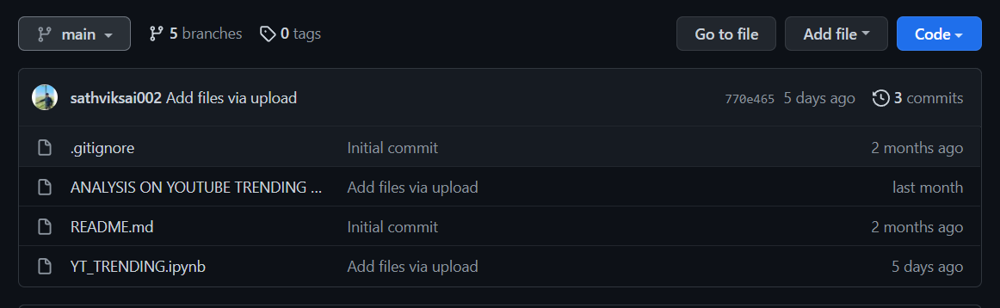 main 5 branches 0 tags Go to file Add file Code
sathviksai002 Add files via upload 770e465 5 days ago 3 commits
.gitignore Initial commit 2 months ago
ANALYSIS ON YOUTUBE TRENDING ... Add files via upload last month
README.md Initial commit 2 months ago
YT_TRENDING.ipynb Add files via upload 5 days ago